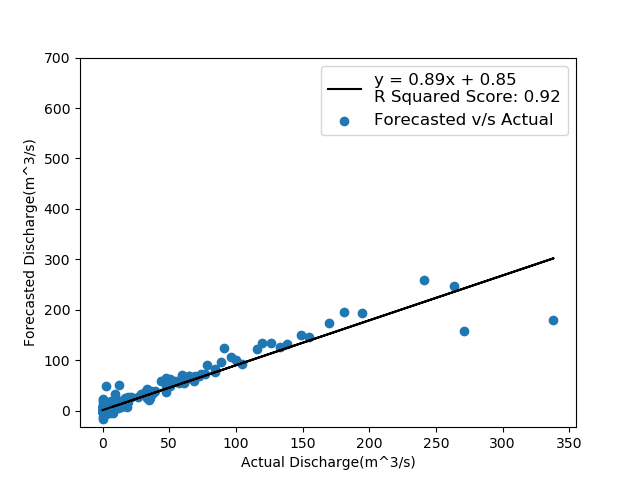 700
600
500
400
300
200
100
0
Forecasted Discharge(m^3/s)
y = 0.89x + 0.85
R Squared Score: 0.92
Forecasted v/s Actual
0 50 100 150 200 250 300 350
Actual Discharge(m^3/s)